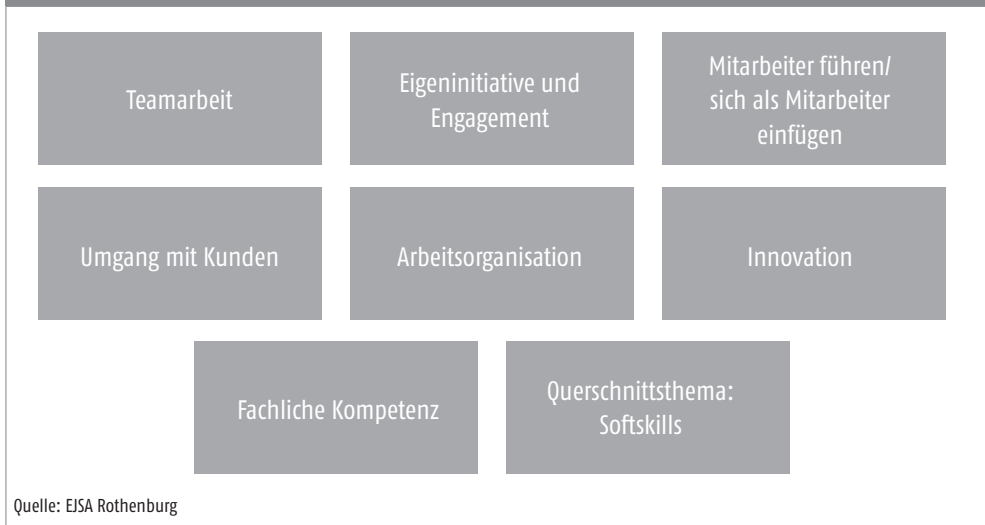 Teamarbeit
Eigeninitiative und
Engagement
Mitarbeiter führen/
sich als Mitarbeiter
einfügen
Umgang mit Kunden
Arbeitsorganisation
Innovation
Fachliche Kompetenz
Querschnittsthema:
Softskills
Quelle: EJSA Rothenburg